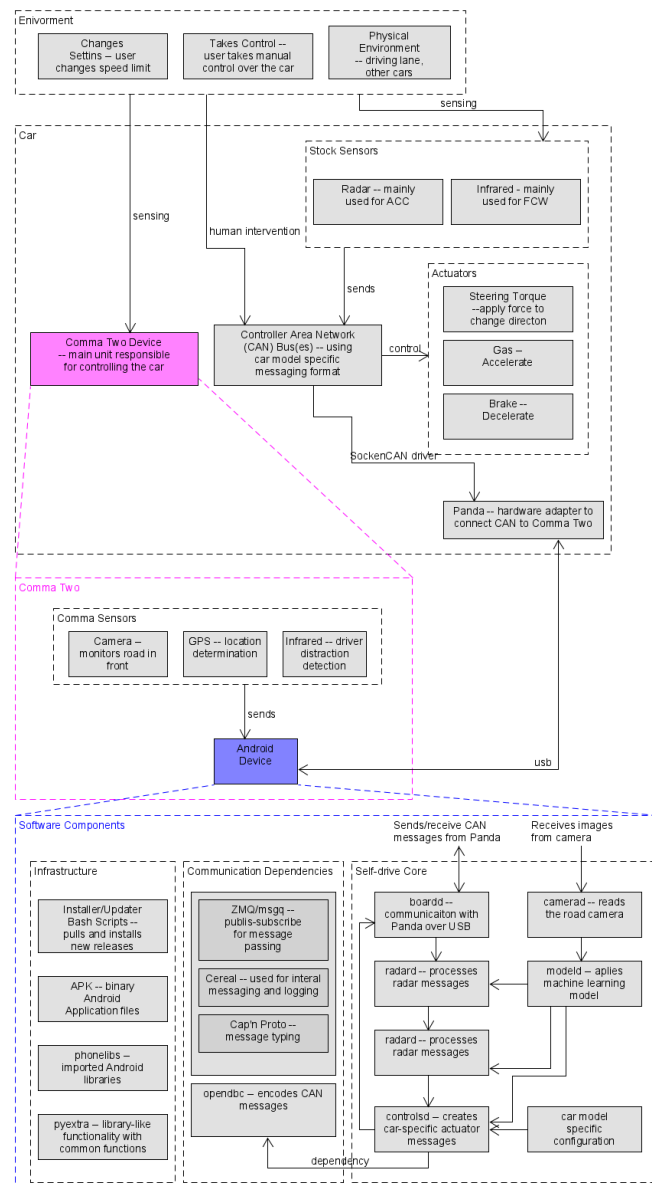 Enivorment
Changes
Settins – user
changes speed limit
Takes Control --
user takes manual
control over the car
Physical
Environment
-- driving lane,
other cars
sensing
Car
Stock Sensors
Radar -- mainly
used for ACC
Infrared - mainly
used for FCW
sensing
human intervention
sends
Actuators
Steering Torque
--apply force to
change directon
Gas –
Accelerate
Brake --
Decelerate
Comma Two Device
-- main unit responsible
for controlling the car
Controller Area Network
(CAN) Bus(es) -- using
car model specific
messaging format
control
SockenCAN driver
Panda -- hardware adapter to
connect CAN to Comma Two
Comma Two
Comma Sensors
Camera –
monitors road in
front
GPS -- location
determination
Infrared – driver
distraction
detection
sends
Android
Device
usb
Software Components
Sends/receive CAN
messages from Panda
Receives images
from camera
Infrastructure
Installer/Updater
Bash Scripts –
pulls and installs
new releases
APK – binary
Android
Application files
phonelibs –
imported Android
libraries
pyextra – library-like
functionality with
common functions
Communication Dependencies
ZMQ/msgq --
publis-subscribe
for message
passing
Cereal -- used for interal
messaging and logging
Cap'n Proto --
message typing
opendbc – encodes CAN
messages
Self-drive Core
boardd –
communicaiton with
Panda over USB
camerad – reads
the road camera
radard -- processes
radar messages
modeld – aplies
machine learning
model
radard -- processes
radar messages
controlsd – creates
car-specific actuator
messages
car model
specific
configuration
dependency